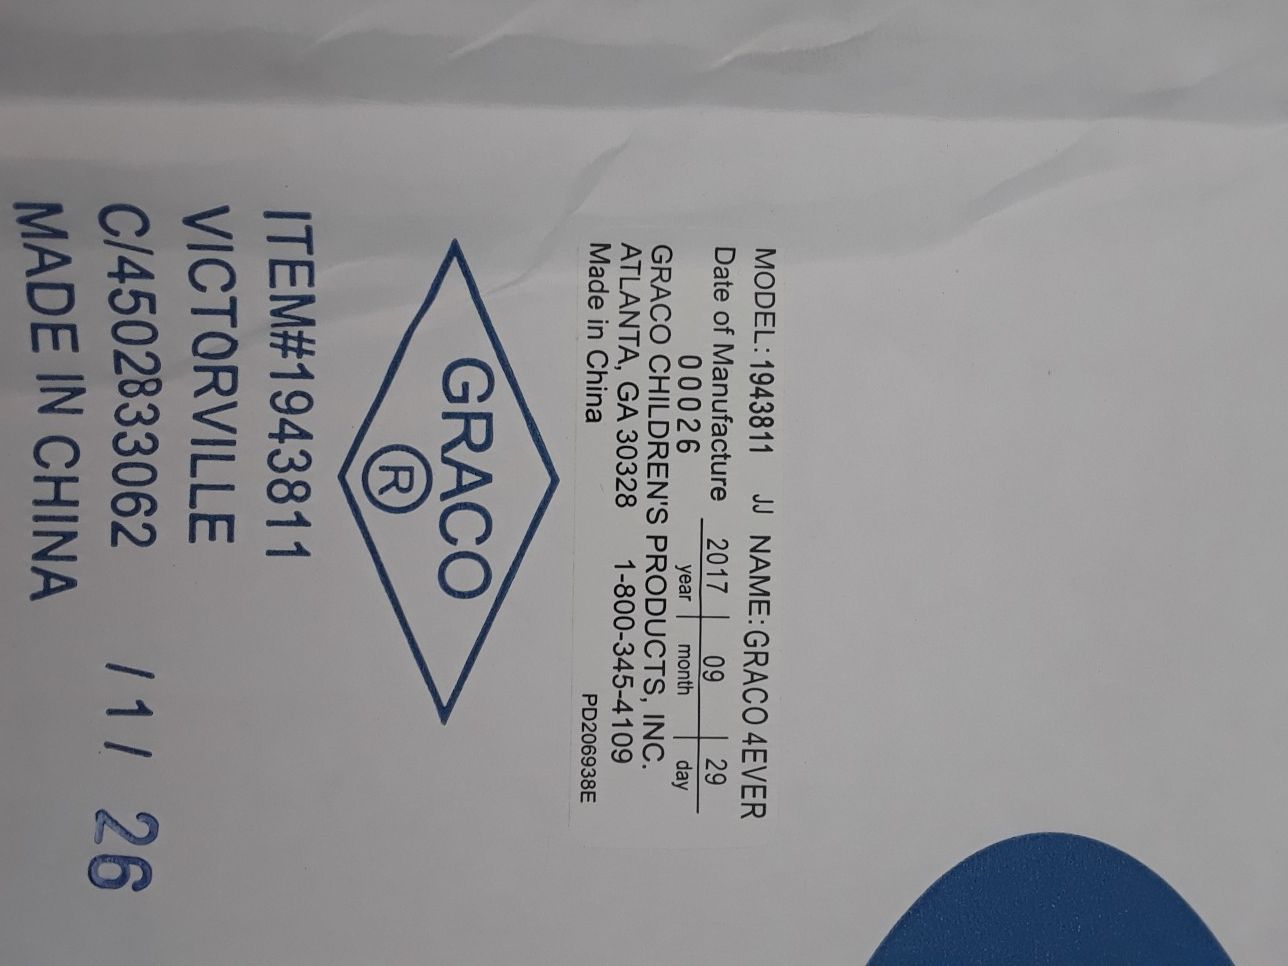 MODEL: 1943811 JJ NAME: GRACO 4EVER
Date of Manufacture 2017 09 29
00026 year month day
GRACO CHILDREN'S PRODUCTS, INC.
ATLANTA, GA 30328 1-800-345-4109
Made in China PD206938E
GRACO
®
ITEM#1943811
VICTORVILLE
C/4502833062 /1/ 26
MADE IN CHINA